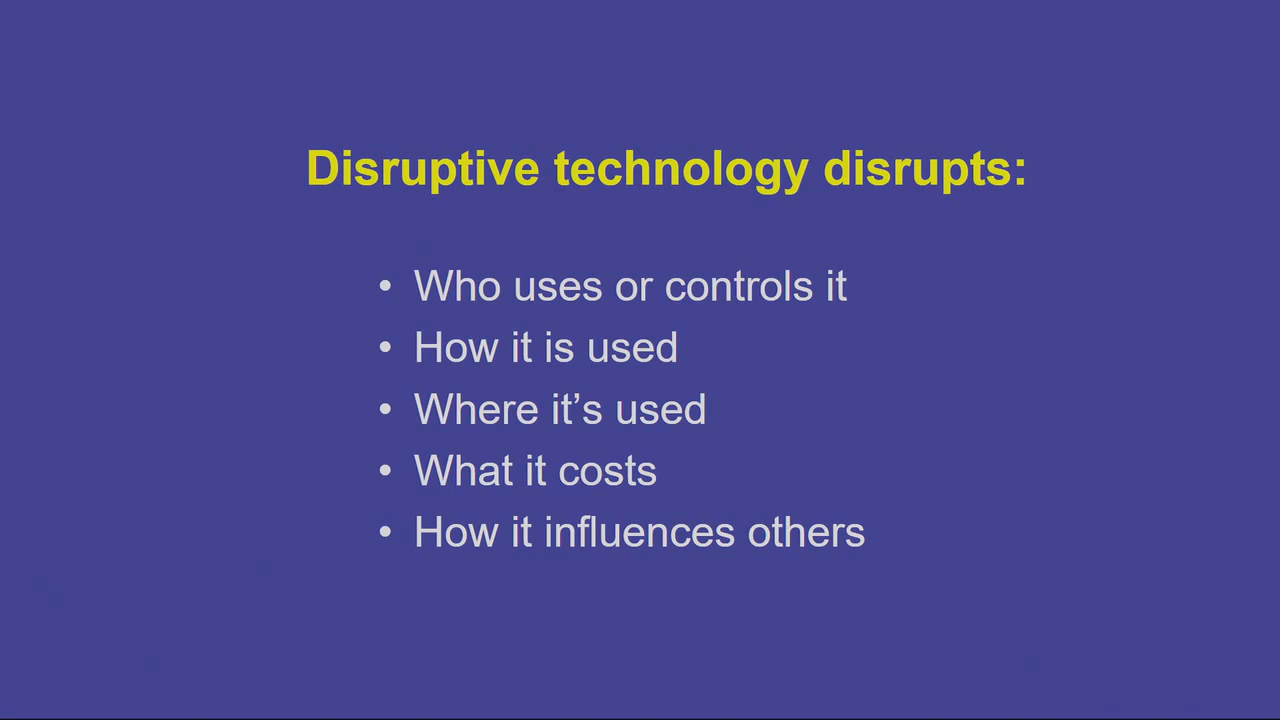 Disruptive technology disrupts:
• Who uses or controls it
• How it is used
• Where it’s used
• What it costs
• How it influences others